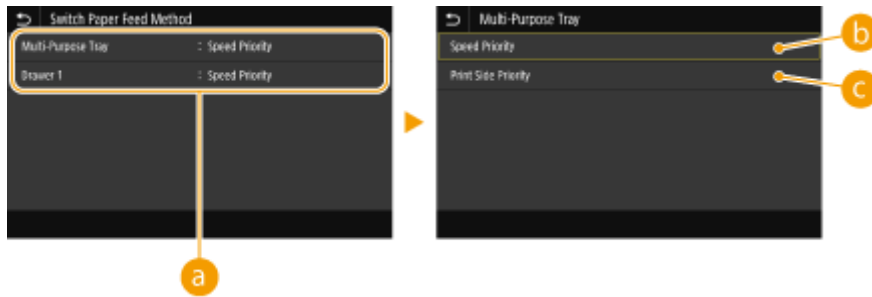 Switch Paper Feed Method
Multi-Purpose Tray : Speed Priority
Drawer 1 : Speed Priority
a
Multi-Purpose Tray
Speed Priority
Print Side Priority
b
c